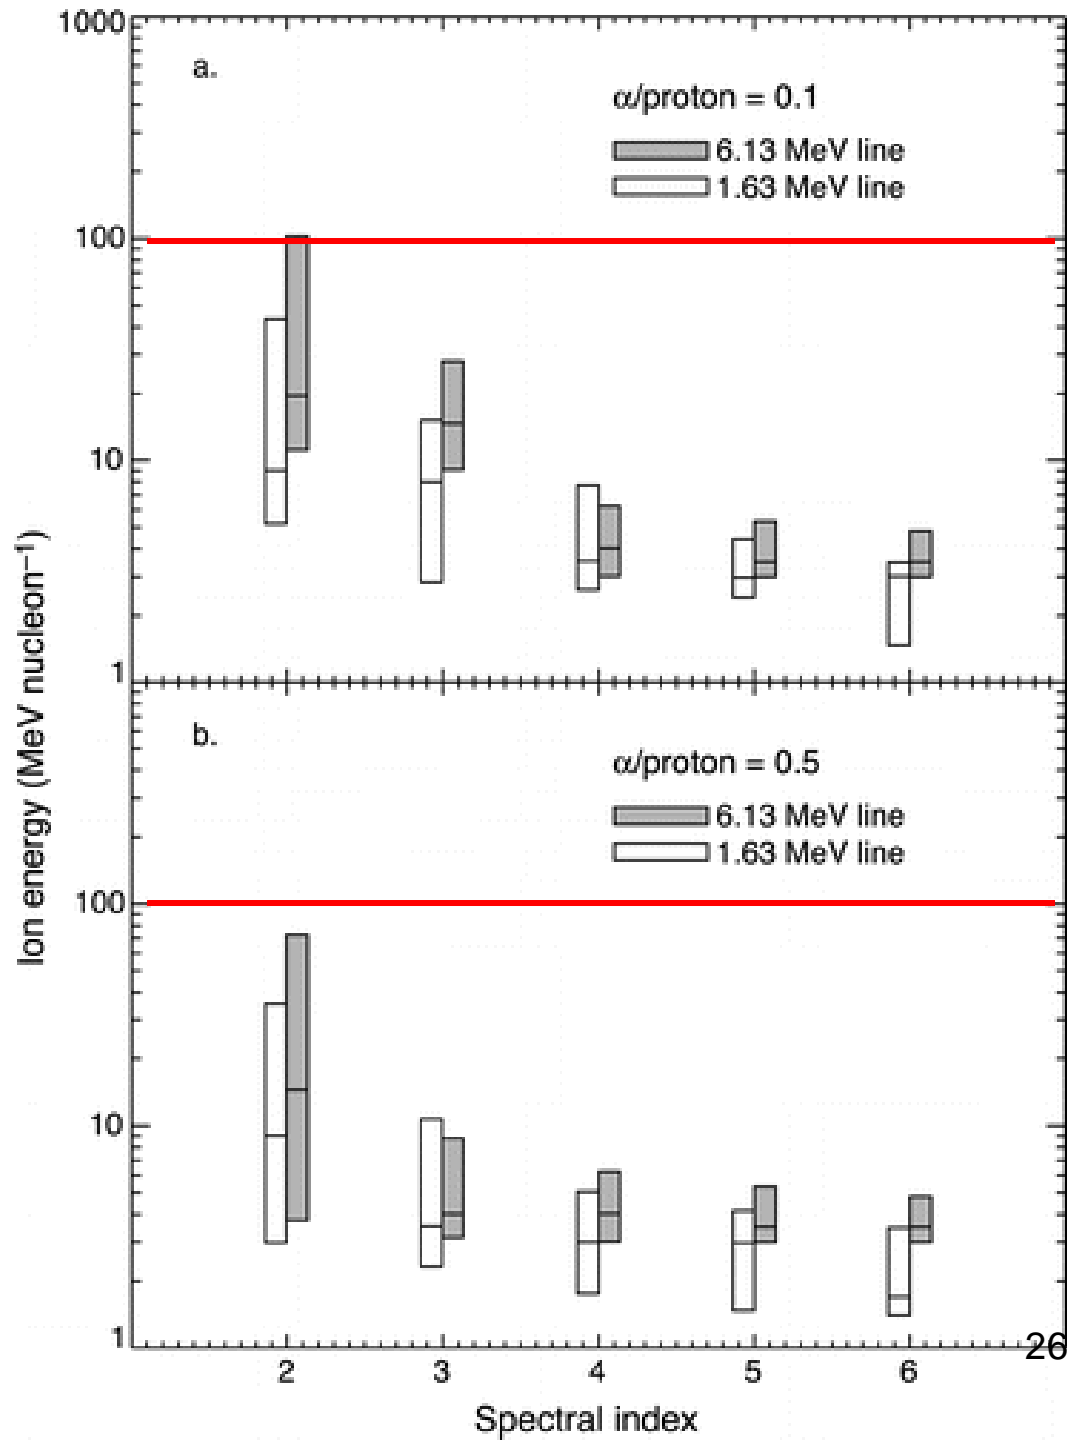 1000
a.
α/proton = 0.1
6.13 MeV line
1.63 MeV line
100
10
1
b.
α/proton = 0.5
6.13 MeV line
1.63 MeV line
100
10
1
Ion energy (MeV nucleon⁻¹)
2 3 4 5 6
26
Spectral index